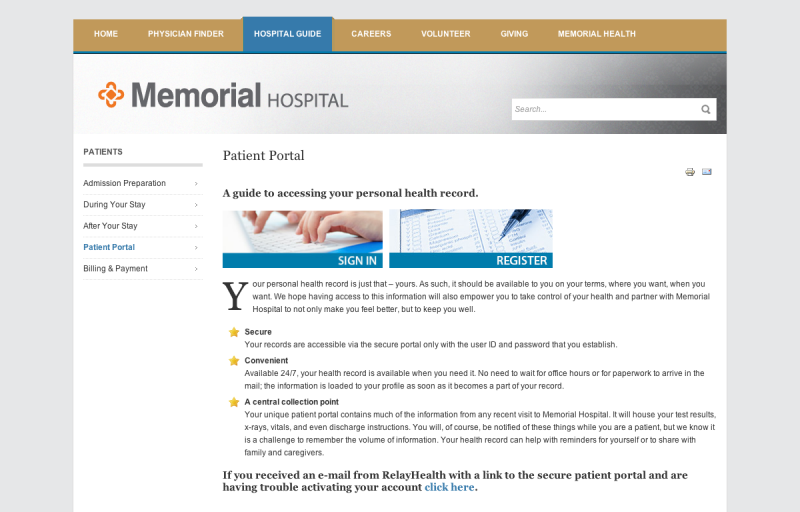 HOME PHYSICIAN FINDER HOSPITAL GUIDE CAREERS VOLUNTEER GIVING MEMORIAL HEALTH
Memorial HOSPITAL
Search...
PATIENTS
Admission Preparation
During Your Stay
After Your Stay
Patient Portal
Billing & Payment
Patient Portal
A guide to accessing your personal health record.
SIGN IN
REGISTER
Your personal health record is just that – yours. As such, it should be available to you on your terms, where you want, when you
want. We hope having access to this information will also empower you to take control of your health and partner with Memorial
Hospital to not only make you feel better, but to keep you well.
Secure
Your records are accessible via the secure portal only with the user ID and password that you establish.
Convenient
Available 24/7, your health record is available when you need it. No need to wait for office hours or for paperwork to arrive in the
mail; the information is loaded to your profile as soon as it becomes a part of your record.
A central collection point
Your unique patient portal contains much of the information from any recent visit to Memorial Hospital. It will house your test results,
x-rays, vitals, and even discharge instructions. You will, of course, be notified of these things while you are a patient, but we know it
is a challenge to remember the volume of information. Your health record can help with reminders for yourself or to share with
family and caregivers.
If you received an e-mail from RelayHealth with a link to the secure patient portal and are
having trouble activating your account click here.